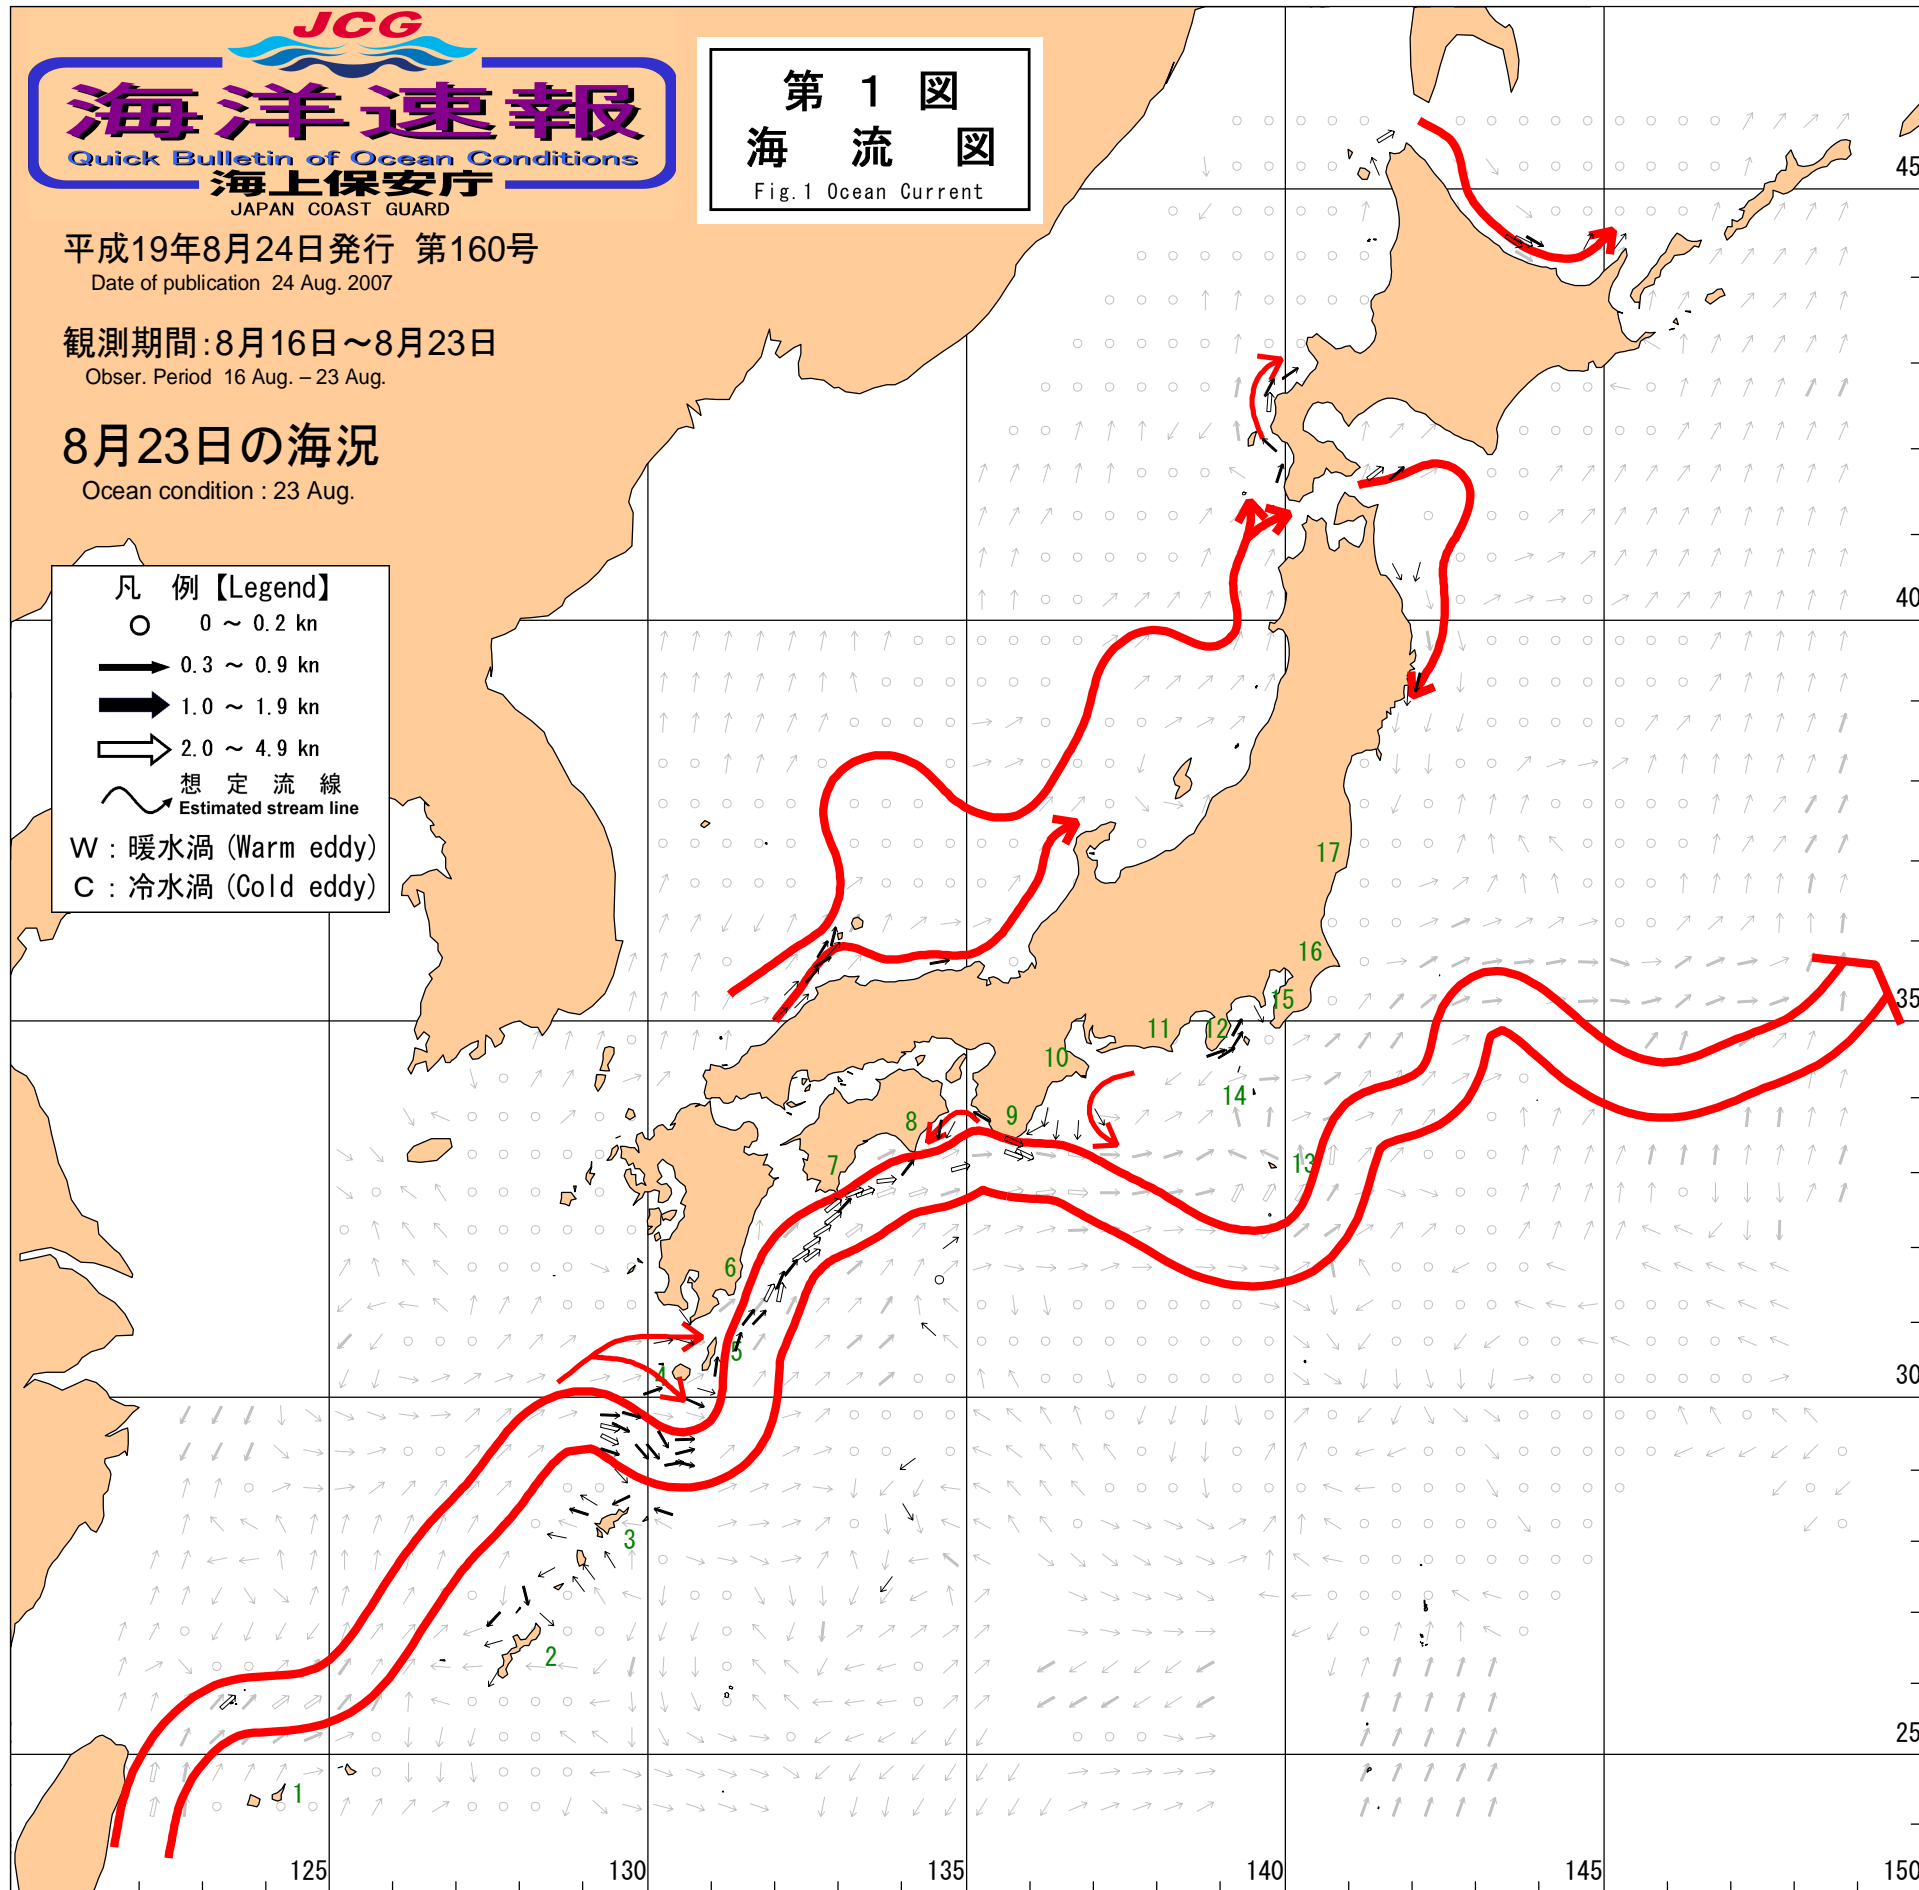 JCG
海洋速報
Quick Bulletin of Ocean Conditions
海上保安庁
JAPAN COAST GUARD
第 1 図
海 流 図
Fig.1 Ocean Current
平成19年8月24日発行 第160号
Date of publication 24 Aug. 2007
観測期間:8月16日~8月23日
Obser. Period 16 Aug. – 23 Aug.
8月23日の海況
Ocean condition : 23 Aug.
凡 例【Legend】
0 ~ 0.2 kn
0.3 ~ 0.9 kn
1.0 ~ 1.9 kn
2.0 ~ 4.9 kn
想 定 流 線
Estimated stream line
W : 暖水渦 (Warm eddy)
C : 冷水渦 (Cold eddy)
45
40
35
30
25
17
16
15
12
11
10
14
9
8
13
7
6
5
4
3
2
1
125
130
135
140
145
150